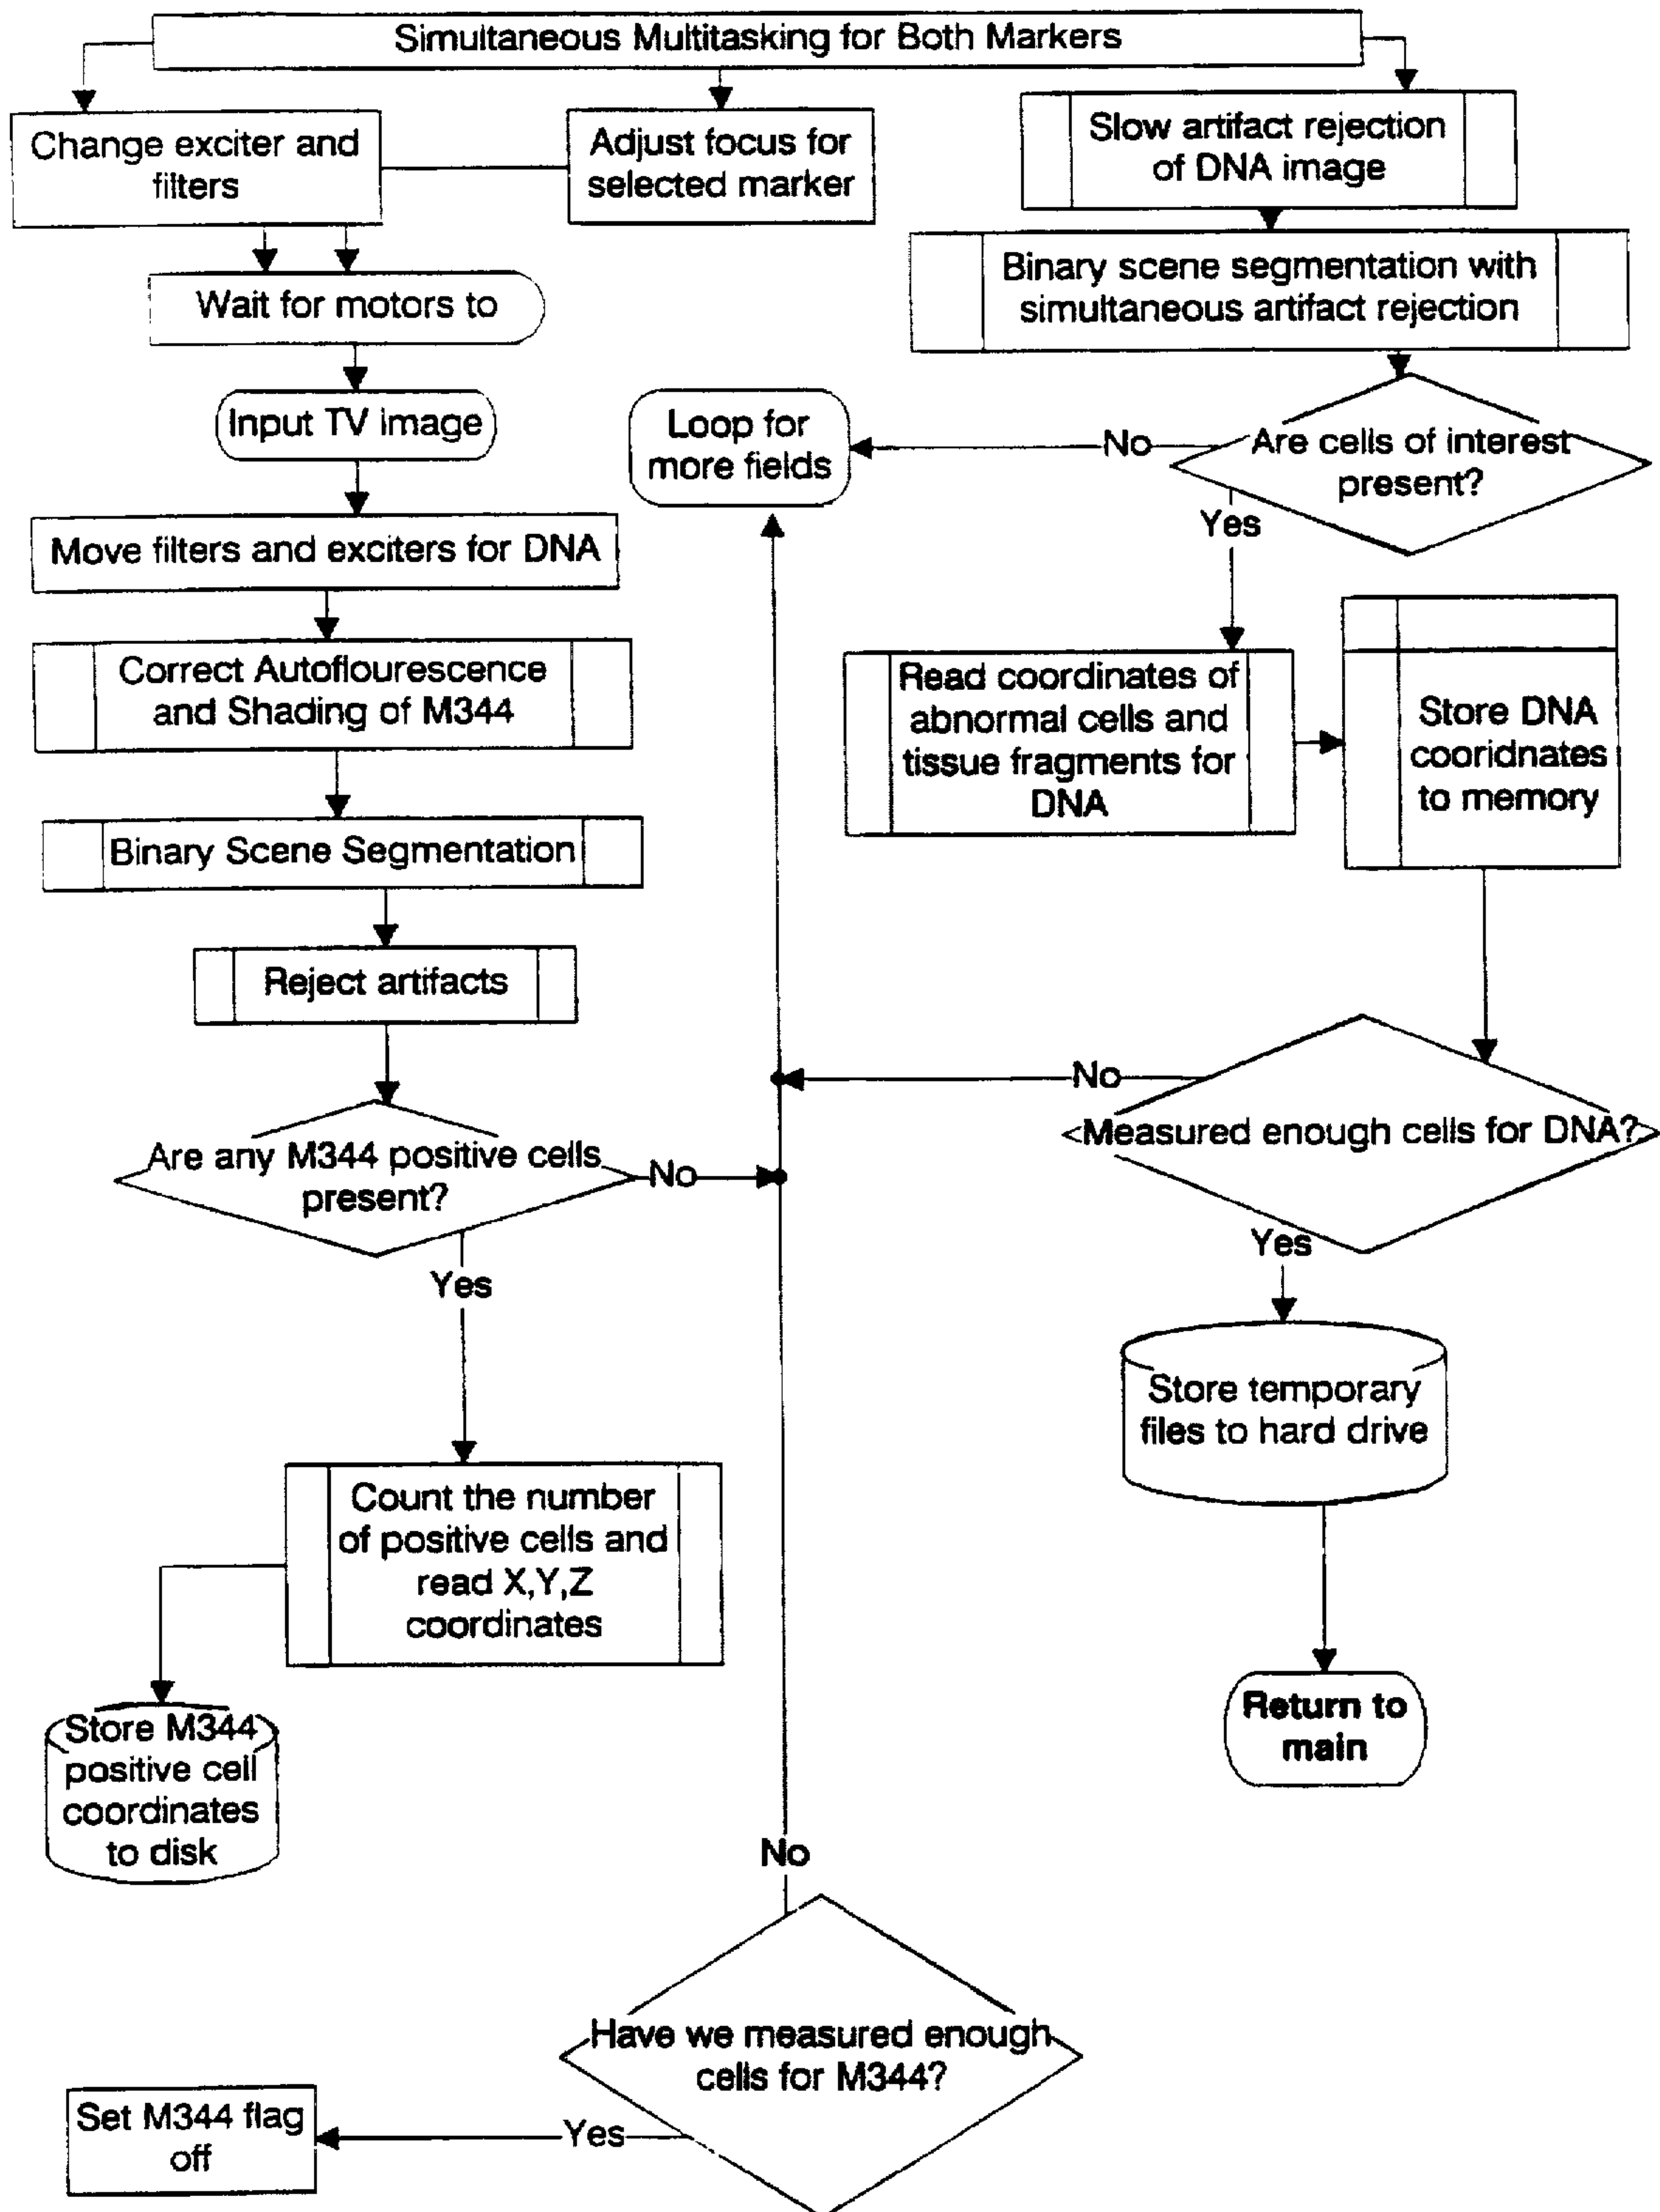 Simultaneous Multitasking for Both Markers
Change exciter and
filters
Adjust focus for
selected marker
Slow artifact rejection
of DNA image
Binary scene segmentation with
simultaneous artifact rejection
Wait for motors to
Input TV image
Loop for
more fields
No
Are cells of interest
present?
Yes
Move filters and exciters for DNA
Correct Autoflourescence
and Shading of M344
Read coordinates of
abnormal cells and
tissue fragments for
DNA
Store DNA
cooridnates
to memory
Binary Scene Segmentation
Reject artifacts
No
Measured enough cells for DNA?
Are any M344 positive cells
present?
No
Yes
Yes
Store temporary
files to hard drive
Count the number
of positive cells and
read X,Y,Z
coordinates
Return to
main
Store M344
positive cell
coordinates
to disk
No
Have we measured enough
cells for M344?
Yes
Set M344 flag
off